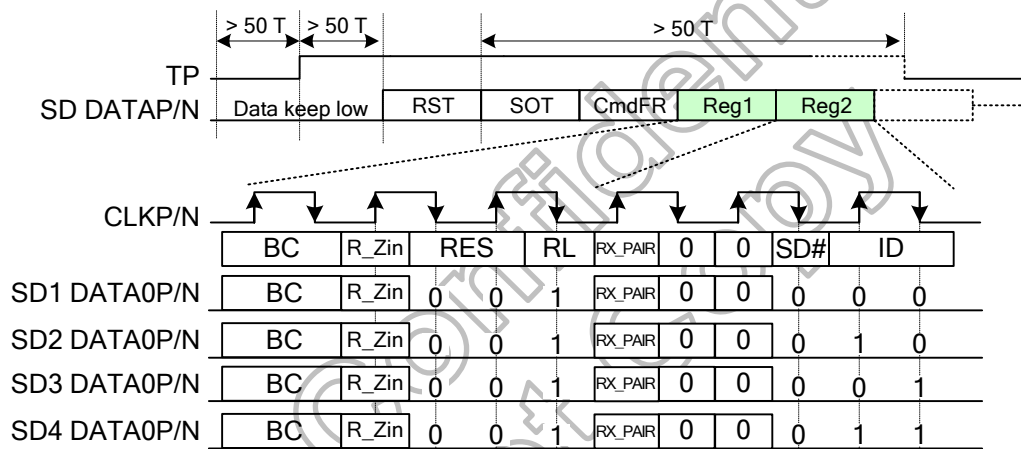 > 50 T > 50 T > 50 T
TP
SD DATAP/N Data keep low RST SOT CmdFR Reg1 Reg2
CLKP/N
BC R_Zin RES RL RX_PAIR 0 0 SD# ID
SD1 DATA0P/N BC R_Zin 0 0 1 RX_PAIR 0 0 0 0 0
SD2 DATA0P/N BC R_Zin 0 0 1 RX_PAIR 0 0 0 1 0
SD3 DATA0P/N BC R_Zin 0 0 1 RX_PAIR 0 0 0 0 1
SD4 DATA0P/N BC R_Zin 0 0 1 RX_PAIR 0 0 0 1 1
Confidential
Copy